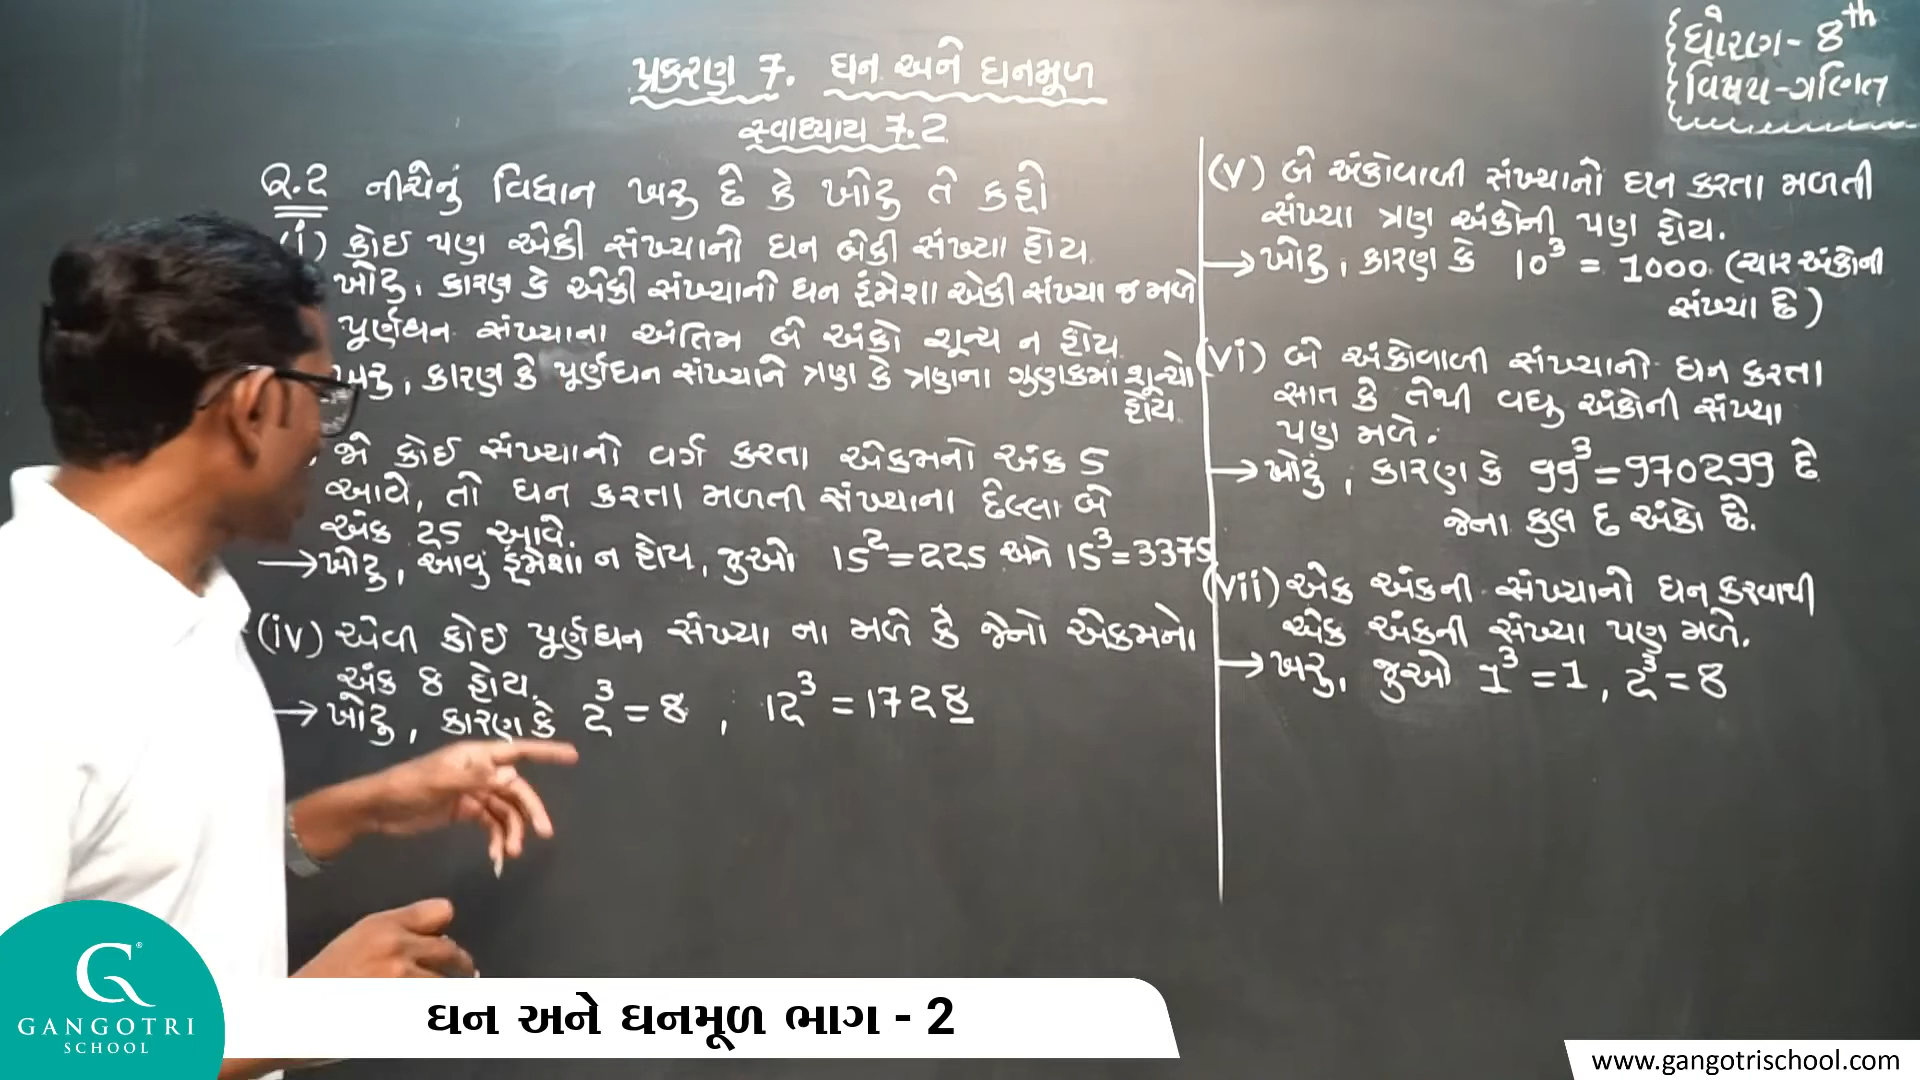 ધોરણ - 8th
વિષય - ગણિત
પ્રકરણ 7. ઘન અને ઘનમૂળ
સ્વાધ્યાય 7.2
Q.2 નીચેનું વિધાન ખરુ છે કે ખોટુ તે કહો
(i) કોઈ પણ એકી સંખ્યાનો ઘન બેકી સંખ્યા હોય.
ખોટુ, કારણ કે એકી સંખ્યાનો ઘન હંમેશા એકી સંખ્યા જ મળે
પૂર્ણઘન સંખ્યાના અંતિમ બે અંકો શૂન્ય ન હોય
ખરુ, કારણ કે પૂર્ણઘન સંખ્યાને ત્રણ કે ત્રણના ગુણકમાં શૂન્યો
હોય.
જો કોઈ સંખ્યાનો વર્ગ કરતા એકમનો અંક 5
આવે, તો ઘન કરતા મળતી સંખ્યાના છેલ્લા બે
અંક 25 આવે.
→ ખોટુ, આવુ હંમેશા ન હોય, જુઓ 15² = 225 અને 15³ = 3375
(iv) એવી કોઈ પૂર્ણઘન સંખ્યા ના મળે કે જેનો એકમનો
અંક 8 હોય.
→ ખોટુ, કારણ કે 2³ = 8 , 12³ = 1728
(v) બે અંકોવાળી સંખ્યાનો ઘન કરતા મળતી
સંખ્યા ત્રણ અંકોની પણ હોય.
→ ખોટુ, કારણ કે 10³ = 1000 (ચાર અંકોની
સંખ્યા છે)
(vi) બે અંકોવાળી સંખ્યાનો ઘન કરતા
સાત કે તેથી વધુ અંકોની સંખ્યા
પણ મળે.
→ ખોટું, કારણ કે 99³ = 970299 છે
જેના કુલ ૬ અંકો છે.
(vii) એક અંકની સંખ્યાનો ઘન કરવાથી
એક અંકની સંખ્યા પણ મળે.
→ ખરુ, જુઓ 1³ = 1, 2³ = 8
G®
GANGOTRI
SCHOOL
ઘન અને ઘનમૂળ ભાગ - 2
www.gangotrischool.com